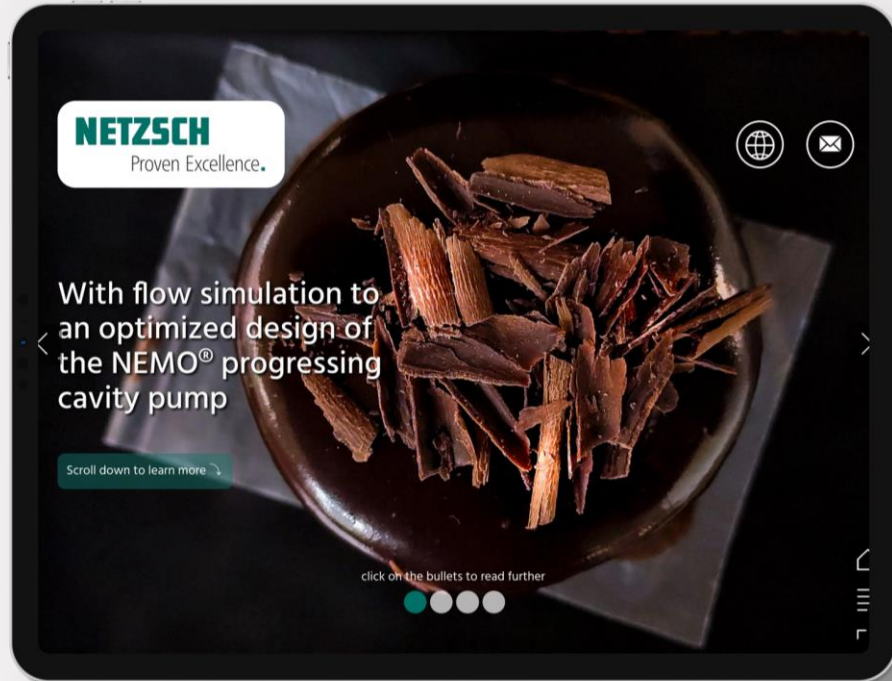 NETZSCH
Proven Excellence.
With flow simulation to
an optimized design of
the NEMO® progressing
cavity pump
Scroll down to learn more
click on the bullets to read further